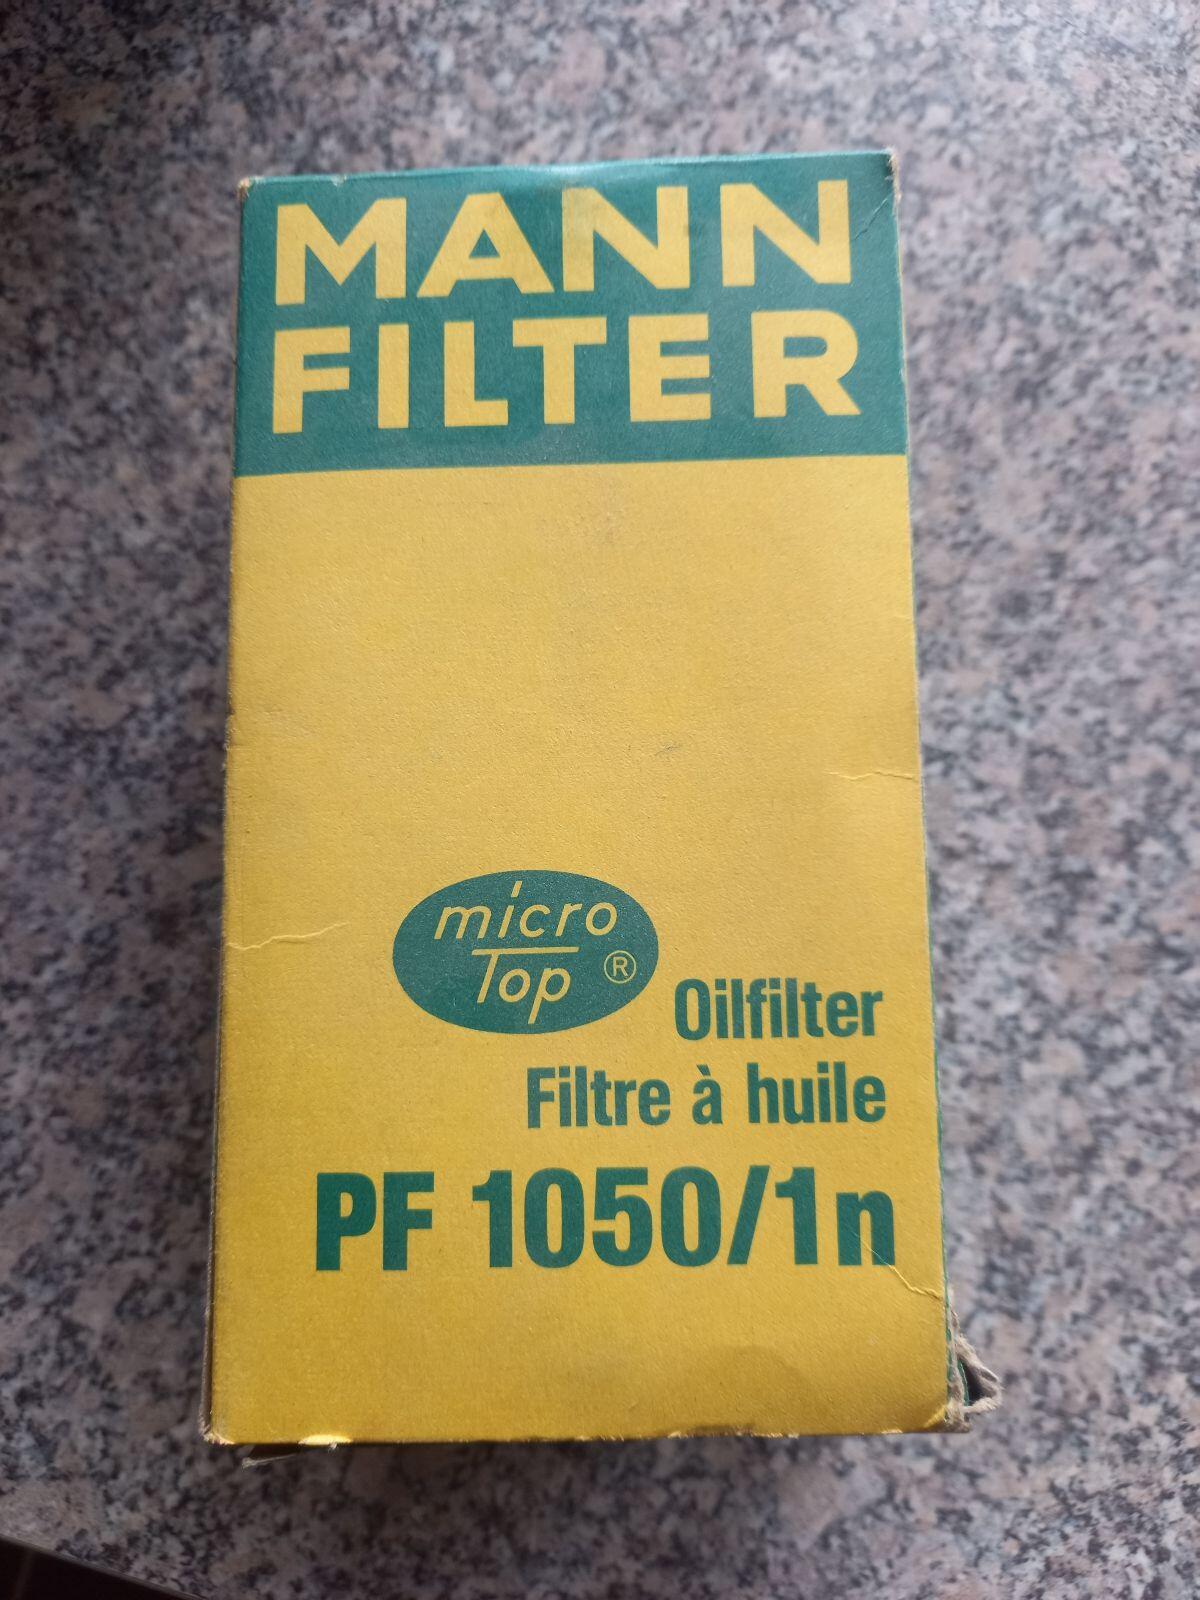 MANN
FILTER
micro
Top ®
Oilfilter
Filtre à huile
PF 1050/1n